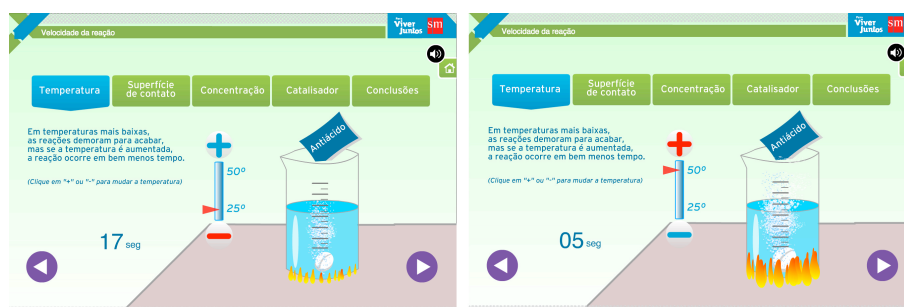 Para
Viver
Juntos
sm
Velocidade da reação
Temperatura
Superfície
de contato
Concentração
Catalisador
Conclusões
Em temperaturas mais baixas,
as reações demoram para acabar,
mas se a temperatura é aumentada,
a reação ocorre em bem menos tempo.
(Clique em "+" ou "-" para mudar a temperatura)
50º
25º
Antiácido
17 seg
Para
Viver
Juntos
sm
Velocidade da reação
Temperatura
Superfície
de contato
Concentração
Catalisador
Conclusões
Em temperaturas mais baixas,
as reações demoram para acabar,
mas se a temperatura é aumentada,
a reação ocorre em bem menos tempo.
(Clique em "+" ou "-" para mudar a temperatura)
50º
25º
Antiácido
05 seg